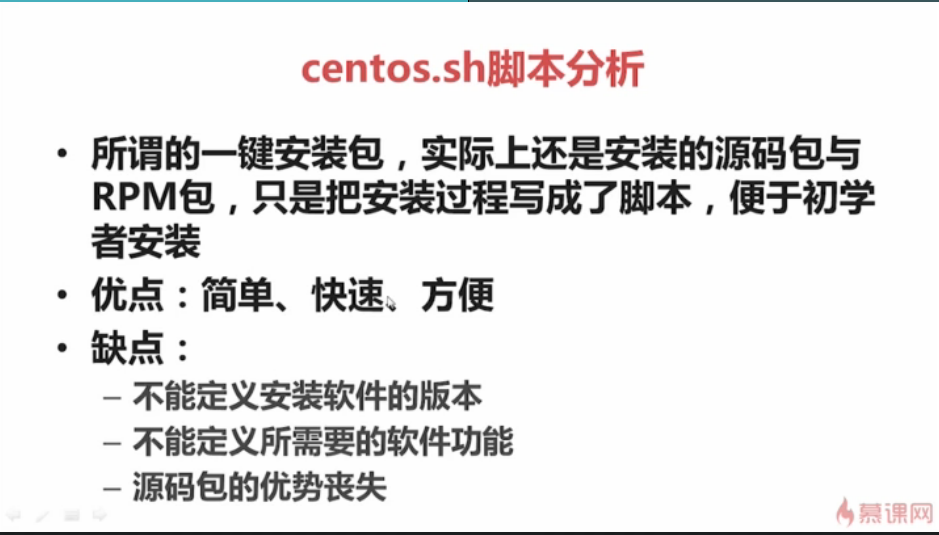 centos.sh脚本分析
• 所谓的一键安装包，实际上还是安装的源码包与
RPM包，只是把安装过程写成了脚本，便于初学
者安装
• 优点：简单、快速、方便
• 缺点：
– 不能定义安装软件的版本
– 不能定义所需要的软件功能
– 源码包的优势丧失
慕课网